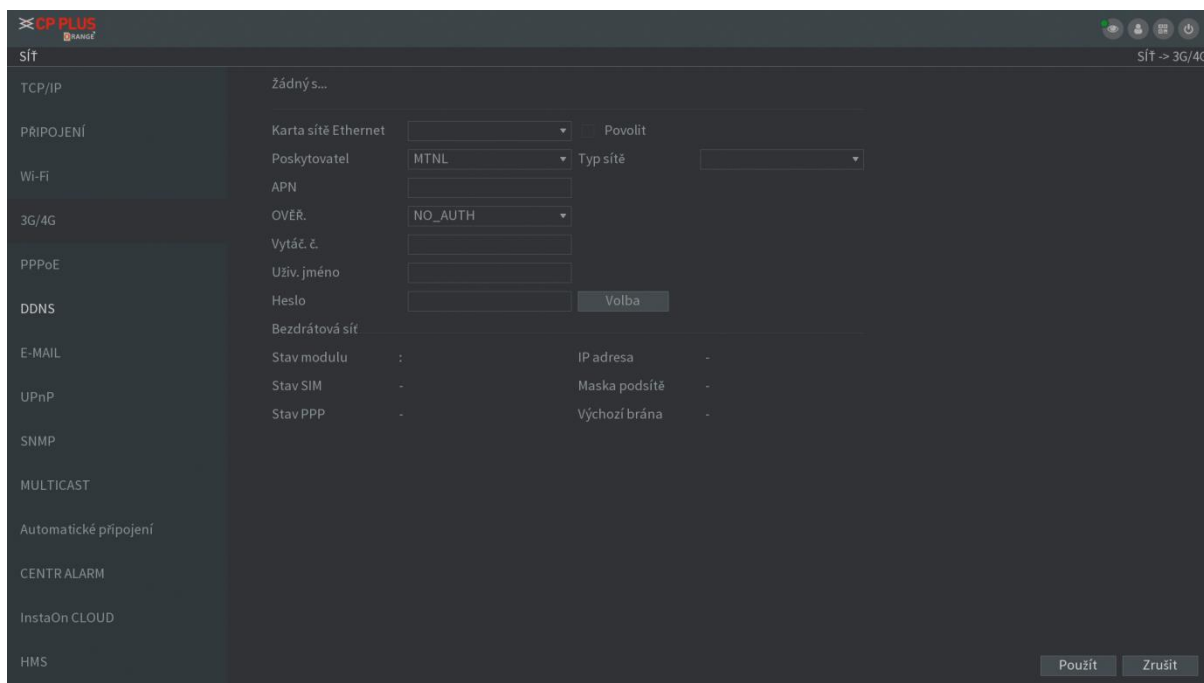 CP PLUS
ORANGE
SÍŤ
SÍŤ -> 3G/4G
TCP/IP
PŘIPOJENÍ
Wi-Fi
3G/4G
PPPoE
DDNS
E-MAIL
UPnP
SNMP
MULTICAST
Automatické připojení
CENTR ALARM
InstaOn CLOUD
HMS
Žádný s...
Karta sítě Ethernet Povolit
Poskytovatel MTNL Typ sítě
APN
OVĚŘ. NO_AUTH
Vytáč. č.
Uživ. jméno
Heslo Volba
Bezdrátová síť
Stav modulu : IP adresa -
Stav SIM - Maska podsítě -
Stav PPP - Výchozí brána -
Použít Zrušit